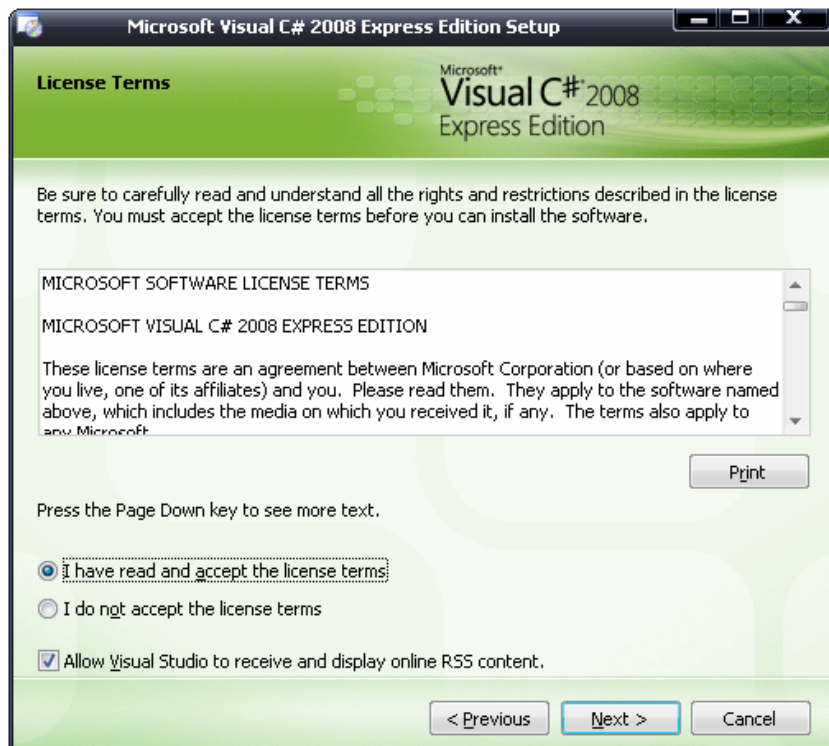 Microsoft Visual C# 2008 Express Edition Setup
License Terms
Microsoft®
Visual C# 2008
Express Edition
Be sure to carefully read and understand all the rights and restrictions described in the license
terms. You must accept the license terms before you can install the software.
MICROSOFT SOFTWARE LICENSE TERMS
MICROSOFT VISUAL C# 2008 EXPRESS EDITION
These license terms are an agreement between Microsoft Corporation (or based on where
you live, one of its affiliates) and you.  Please read them.  They apply to the software named
above, which includes the media on which you received it, if any.  The terms also apply to
any Microsoft
Print
Press the Page Down key to see more text.
I have read and accept the license terms
I do not accept the license terms
Allow Visual Studio to receive and display online RSS content.
< Previous
Next >
Cancel